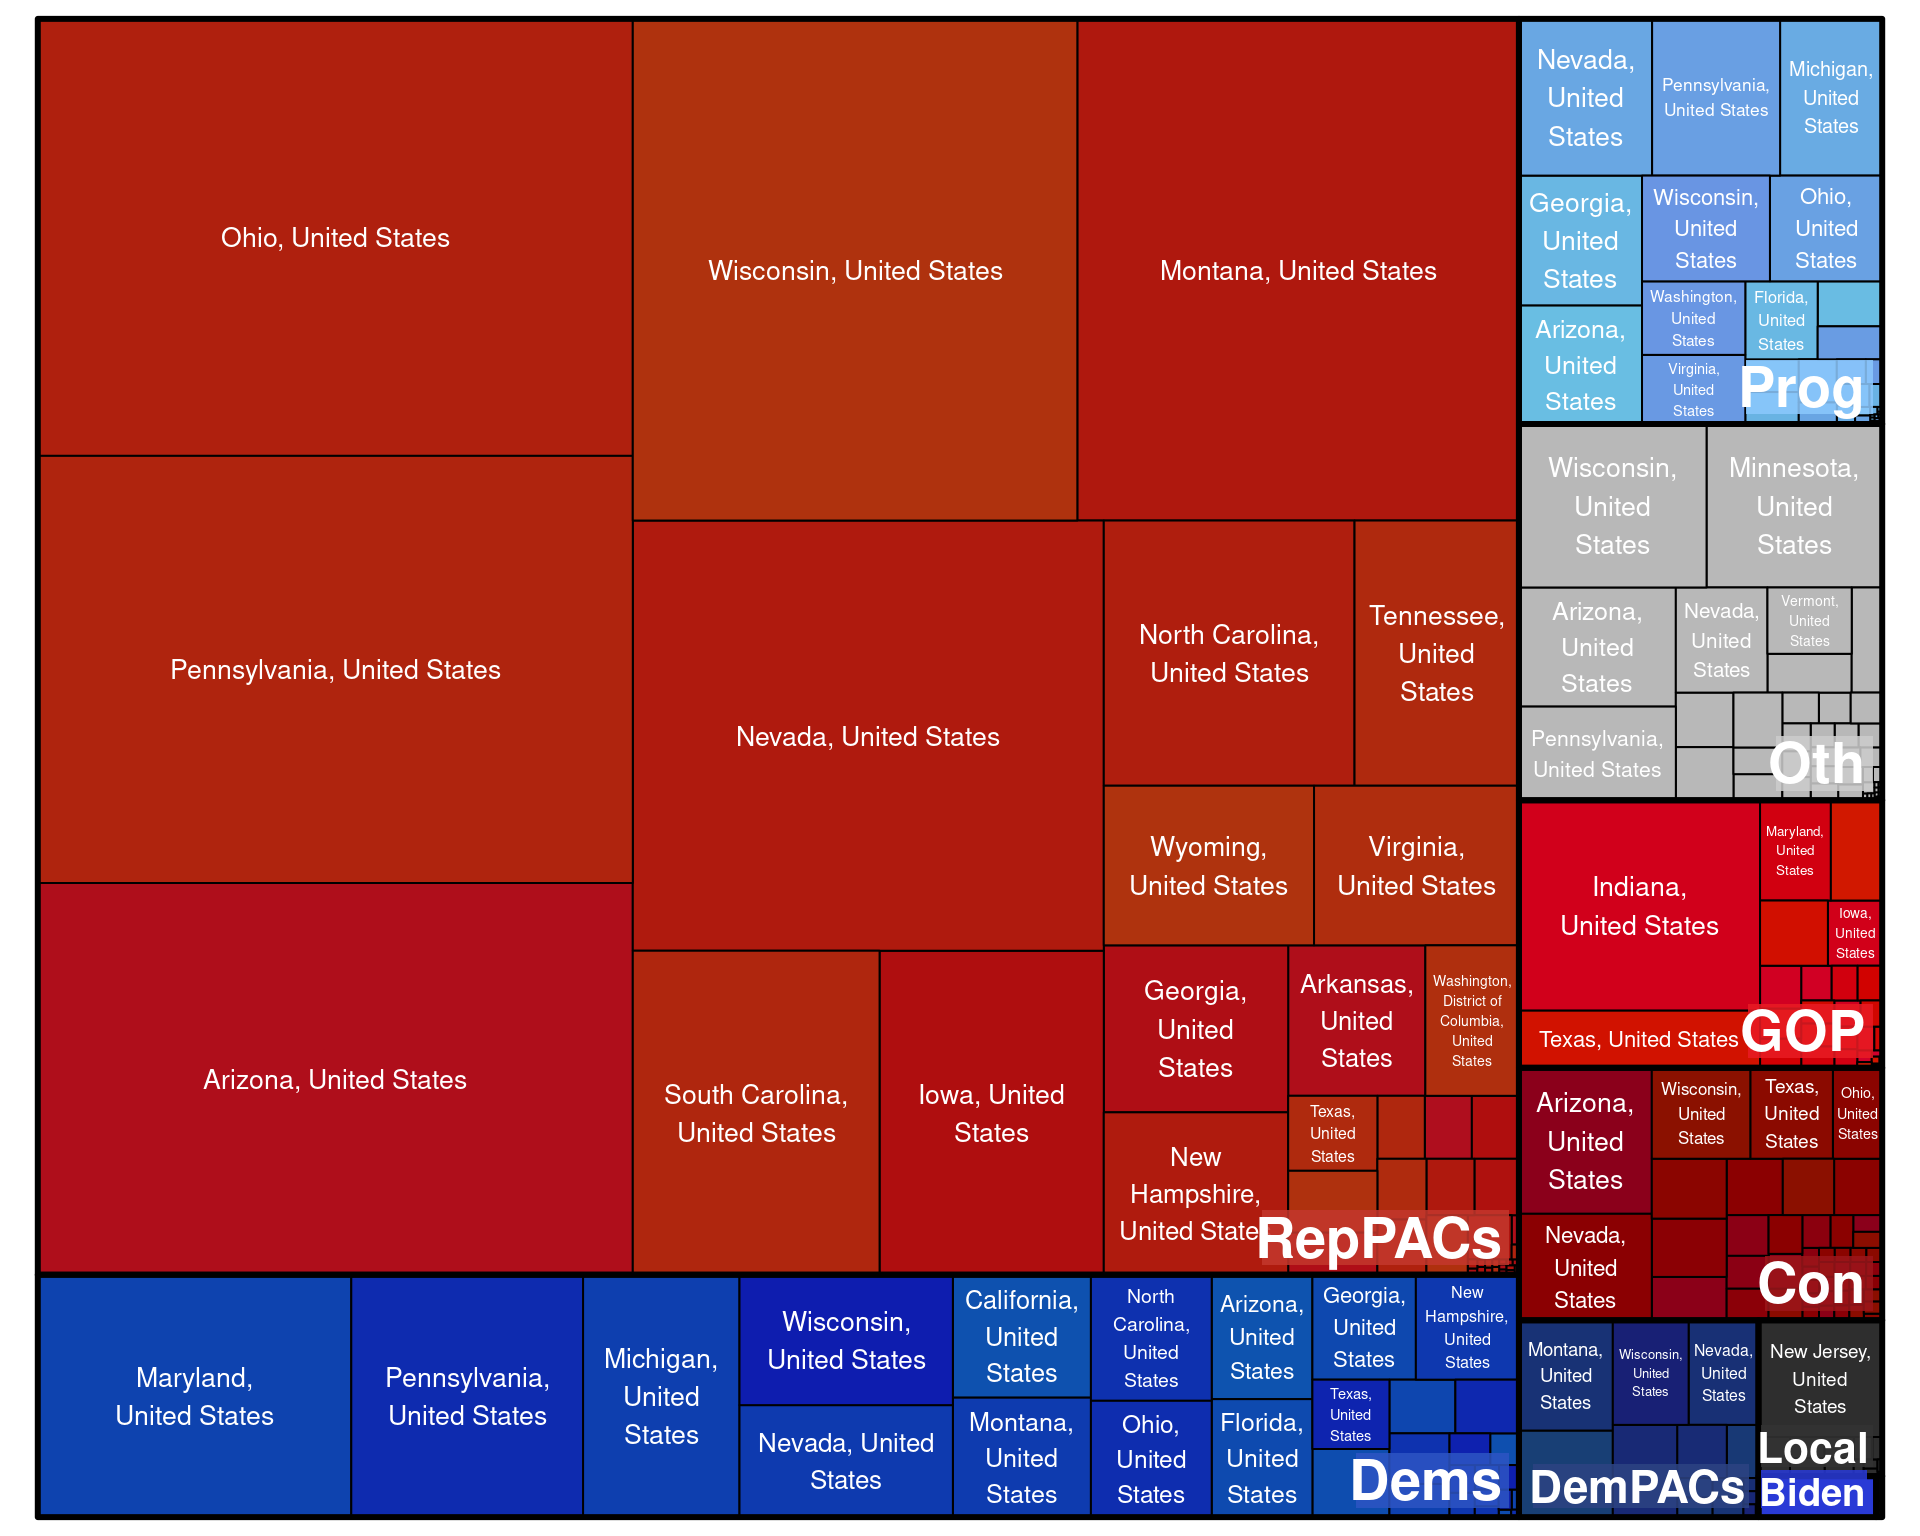 Ohio, United States
Pennsylvania, United States
Arizona, United States
Wisconsin, United States
Montana, United States
Nevada, United States
South Carolina,
United States
Iowa, United
States
North Carolina,
United States
Tennessee,
United
States
Wyoming,
United States
Virginia,
United States
Georgia,
United
States
New
Hampshire,
United State
Arkansas,
United
States
Washington,
District of
Columbia,
United
States
Texas,
United
States
RepPACs
Maryland,
United States
Pennsylvania,
United States
Michigan,
United
States
Wisconsin,
United States
Nevada, United
States
California,
United
States
Montana,
United
States
North
Carolina,
United
States
Ohio,
United
States
Arizona,
United
States
Florida,
United
States
Georgia,
United
States
New
Hampshire,
United
States
Texas,
United
States
Dems
Nevada,
United
States
Pennsylvania,
United States
Michigan,
United
States
Georgia,
United
States
Arizona,
United
States
Wisconsin,
United
States
Ohio,
United
States
Washington,
United
States
Virginia,
United
States
Florida,
United
States
Prog
Wisconsin,
United
States
Minnesota,
United
States
Arizona,
United
States
Pennsylvania,
United States
Nevada,
United
States
Vermont,
United
States
Oth
Indiana,
United States
Texas, United States
Maryland,
United
States
Iowa,
United
States
GOP
Arizona,
United
States
Nevada,
United
States
Wisconsin,
United
States
Texas,
United
States
Ohio,
United
States
Con
Montana,
United
States
Wisconsin,
United
States
Nevada,
United
States
DemPACs
New Jersey,
United
States
Local
Biden